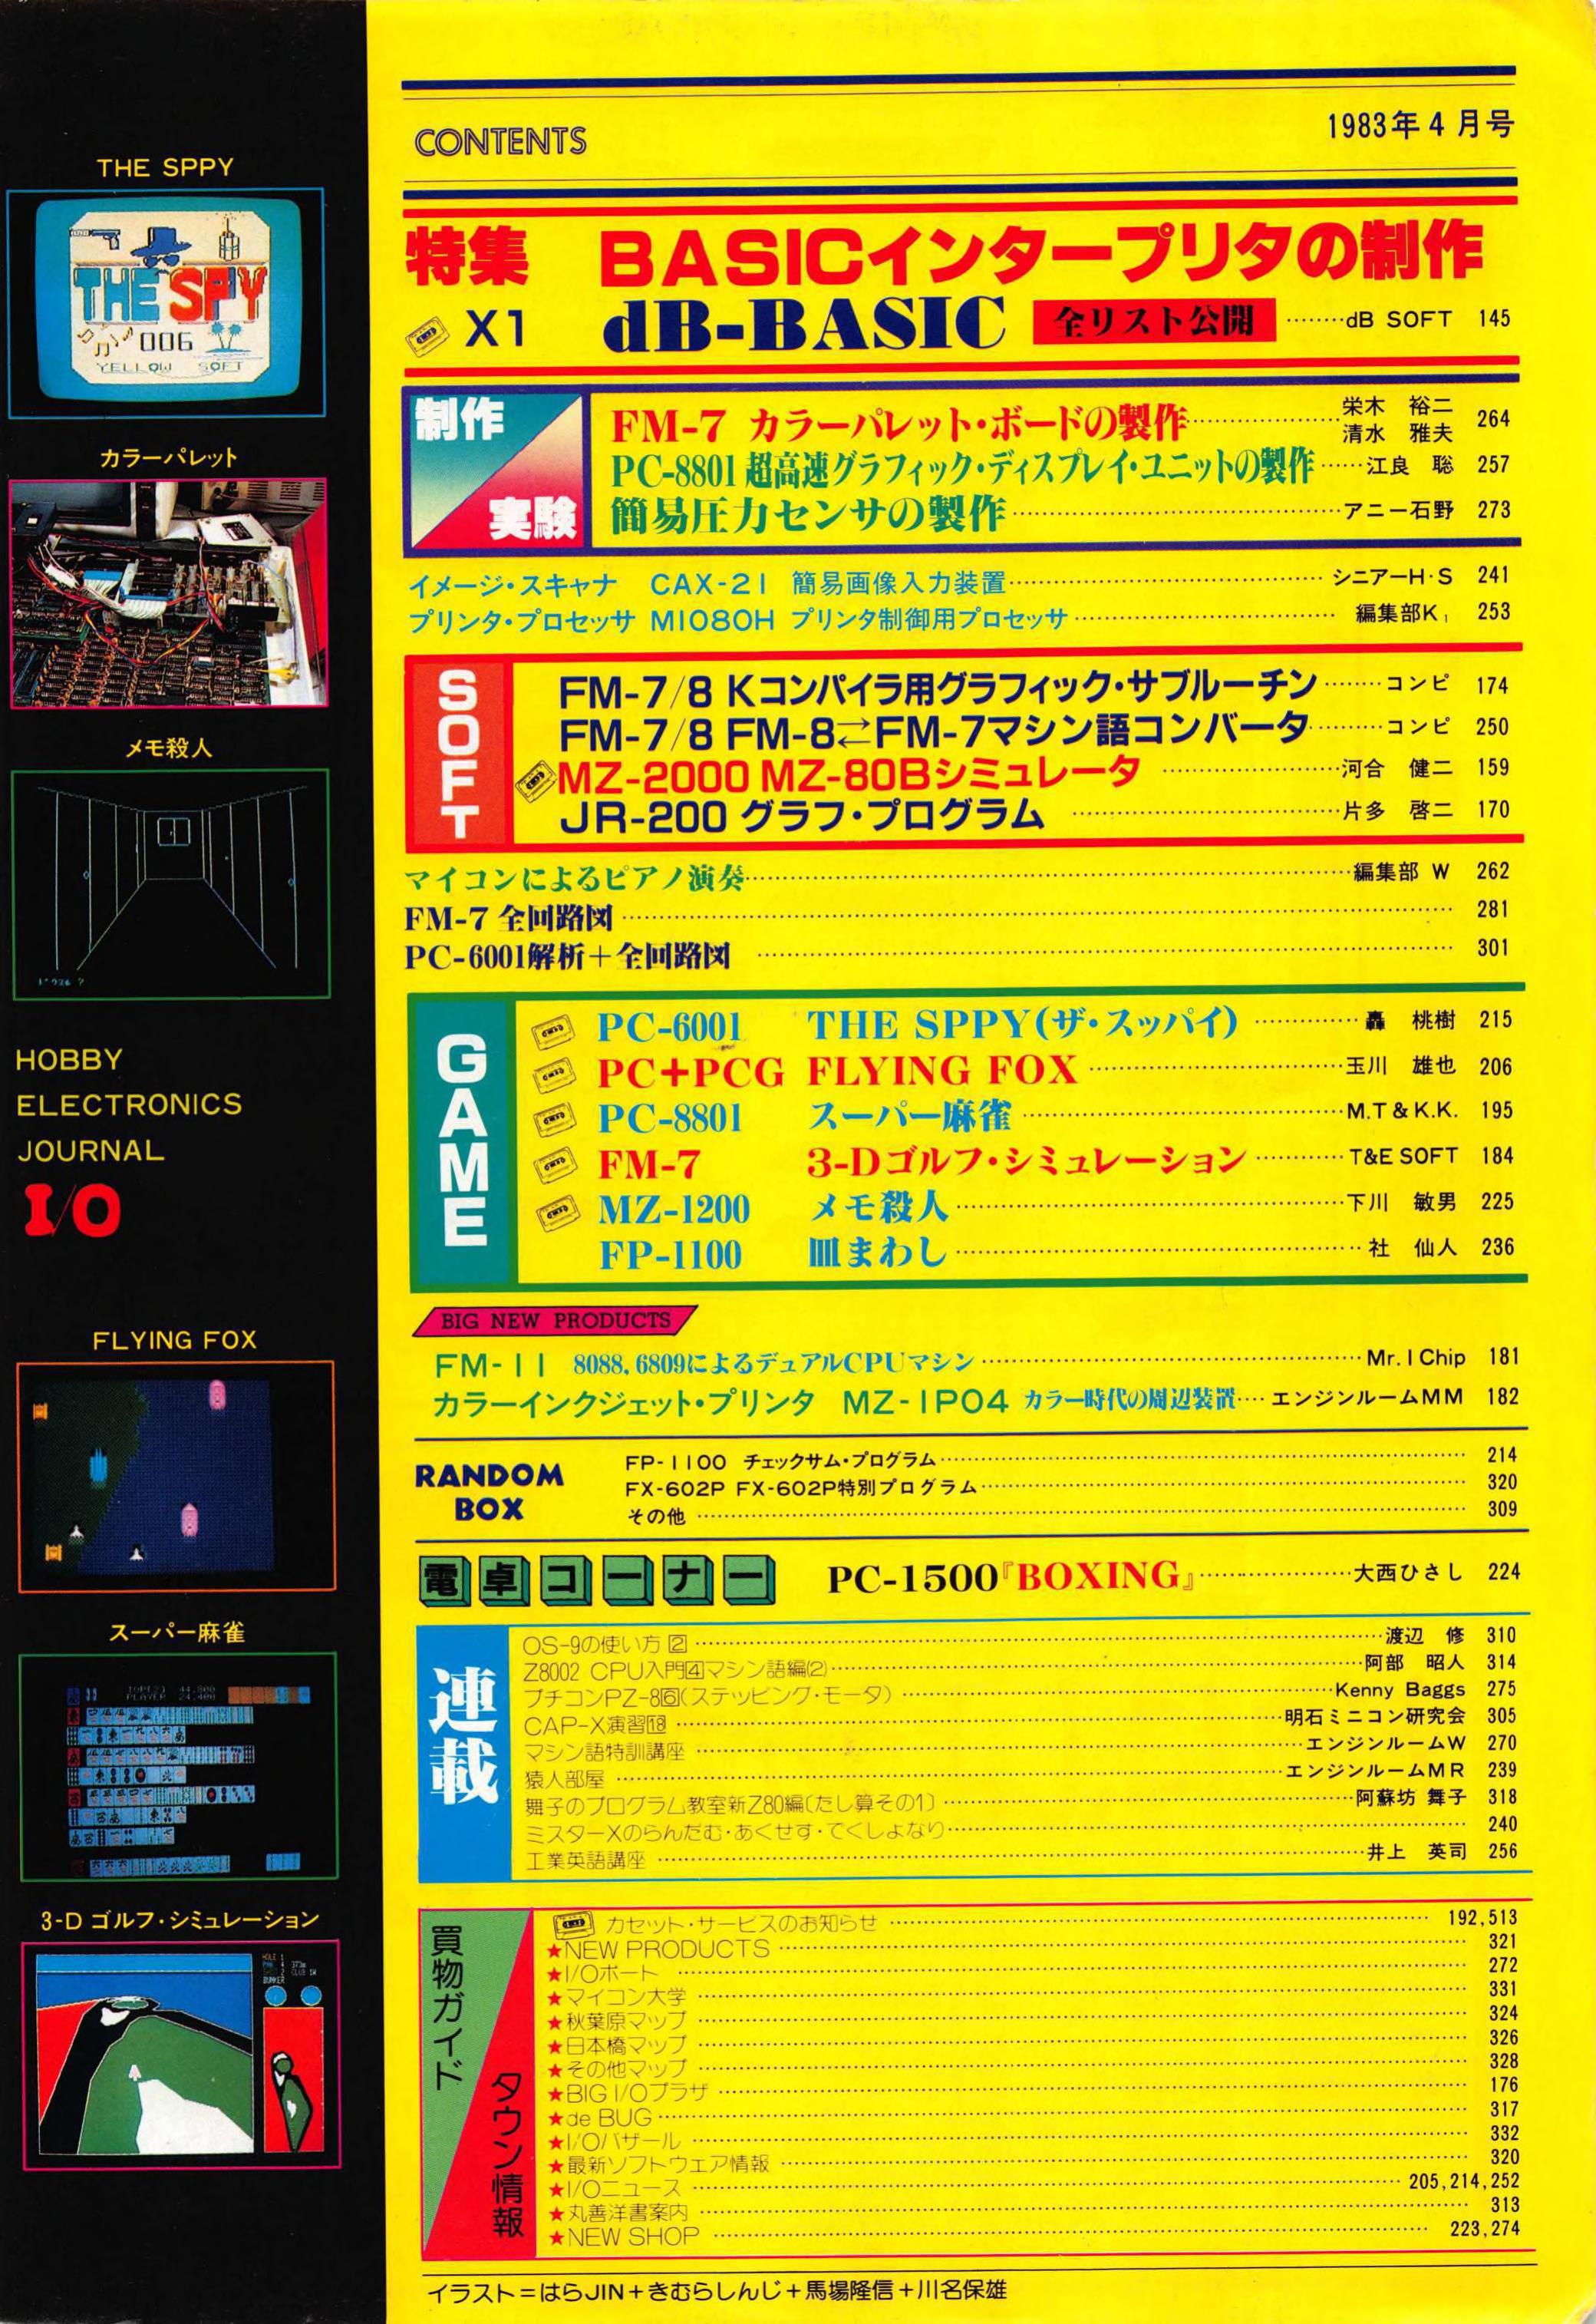 THE SPPY
THE SPY
006
YELLOW SOFT
カラーパレット
メモ殺人
HOBBY
ELECTRONICS
JOURNAL
I/O
FLYING FOX
スーパー麻雀
3-D ゴルフ・シミュレーション
CONTENTS
1983年4月号
特集 BASICインタープリタの制作
X1 dB-BASIC 全リスト公開 ……dB SOFT 145
制作
実験
FM-7 カラーパレット・ボードの製作……栄木 裕二 清水 雅夫 264
PC-8801 超高速グラフィック・ディスプレイ・ユニットの製作……江良 聡 257
簡易圧力センサの製作……アニー石野 273
イメージ・スキャナ CAX-21 簡易画像入力装置……シニアーH・S 241
プリンタ・プロセッサ M1080H プリンタ制御用プロセッサ……編集部K₁ 253
SOFT
FM-7/8 Kコンパイラ用グラフィック・サブルーチン……コンピ 174
FM-7/8 FM-8⇄FM-7マシン語コンバータ……コンピ 250
MZ-2000 MZ-80Bシミュレータ……河合 健二 159
JR-200 グラフ・プログラム……片多 啓二 170
マイコンによるピアノ演奏……編集部 W 262
FM-7 全回路図……281
PC-6001解析＋全回路図……301
GAME
PC-6001 THE SPPY(ザ・スッパイ)……轟 桃樹 215
PC+PCG FLYING FOX……玉川 雄也 206
PC-8801 スーパー麻雀……M.T & K.K. 195
FM-7 3-Dゴルフ・シミュレーション……T&E SOFT 184
MZ-1200 メモ殺人……下川 敏男 225
FP-1100 皿まわし……社 仙人 236
BIG NEW PRODUCTS
FM-11 8088, 6809によるデュアルCPUマシン……Mr. I Chip 181
カラーインクジェット・プリンタ MZ-1P04 カラー時代の周辺装置……エンジンルームMM 182
RANDOM
BOX
FP-1100 チェックサム・プログラム……214
FX-602P FX-602P特別プログラム……320
その他……309
電卓コーナー PC-1500『BOXING』……大西ひさし 224
連載
OS-9の使い方 2……渡辺 修 310
Z8002 CPU入門4マシン語編(2)……阿部 昭人 314
プチコンPZ-8 6(ステッピング・モータ)……Kenny Baggs 275
CAP-X演習18……明石ミニコン研究会 305
マシン語特訓講座……エンジンルームW 270
猿人部屋……エンジンルームMR 239
舞子のプログラム教室新Z80編(たし算その1)……阿蘇坊 舞子 318
ミスターXのらんだむ・あくせす・てくしよなり……240
工業英語講座……井上 英司 256
買物ガイド
タウン情報
カセット・サービスのお知らせ……192,513
★NEW PRODUCTS……321
★I/Oポート……272
★マイコン大学……331
★秋葉原マップ……324
★日本橋マップ……326
★その他マップ……328
★BIG I/Oプラザ……176
★de BUG……317
★I/Oバザール……332
★最新ソフトウェア情報……320
★I/Oニュース……205,214,252
★丸善洋書案内……313
★NEW SHOP……223,274
イラスト＝はらJIN＋きむらしんじ＋馬場隆信＋川名保雄